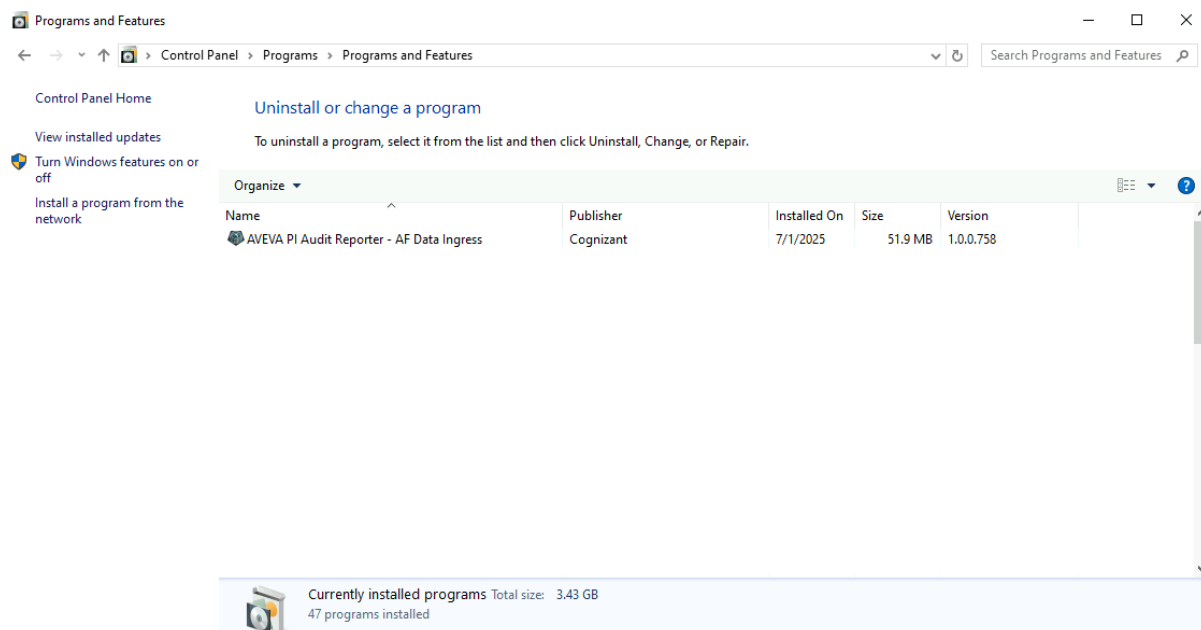 Programs and Features
Control Panel > Programs > Programs and Features
Search Programs and Features
Control Panel Home
View installed updates
Turn Windows features on or
off
Install a program from the
network
Uninstall or change a program
To uninstall a program, select it from the list and then click Uninstall, Change, or Repair.
Organize
Name Publisher Installed On Size Version
AVEVA PI Audit Reporter - AF Data Ingress Cognizant 7/1/2025 51.9 MB 1.0.0.758
Currently installed programs Total size: 3.43 GB
47 programs installed